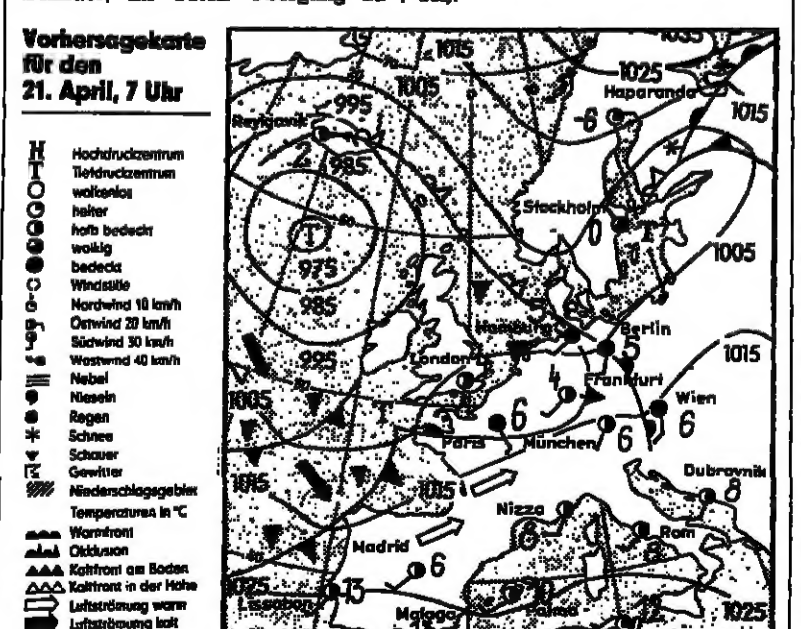 Vorhersagekarte
für den
21. April, 7 Uhr
H Hochdruckzentrum
T Tiefdruckzentrum
wolkenlos
heiter
halb bedeckt
wolkig
bedeckt
Windstille
Nordwind 10 km/h
Ostwind 20 km/h
Südwind 30 km/h
Westwind 40 km/h
Nebel
Nieseln
Regen
Schnee
Schauer
Gewitter
Niederschlagsgebiet
Temperaturen in °C
Warmfront
Okklusion
Kaltfront am Boden
Kaltfront in der Höhe
Luftströmung warm
Luftströmung kalt
1015
1005
1025
Haparanda
1015
-6
995
Reykjavik
2
985
Stockholm
0
T
T
975
1005
985
Hamburg
Berlin
5
1015
995
London
4
Frankfurt
1005
T
Wien
6
6
Paris
München
6
Dubrovnik
8
1015
1015
Nizza
8
Rom
Madrid
6
1025
Lissabon
13
Malaga
10
Palma
12
1025